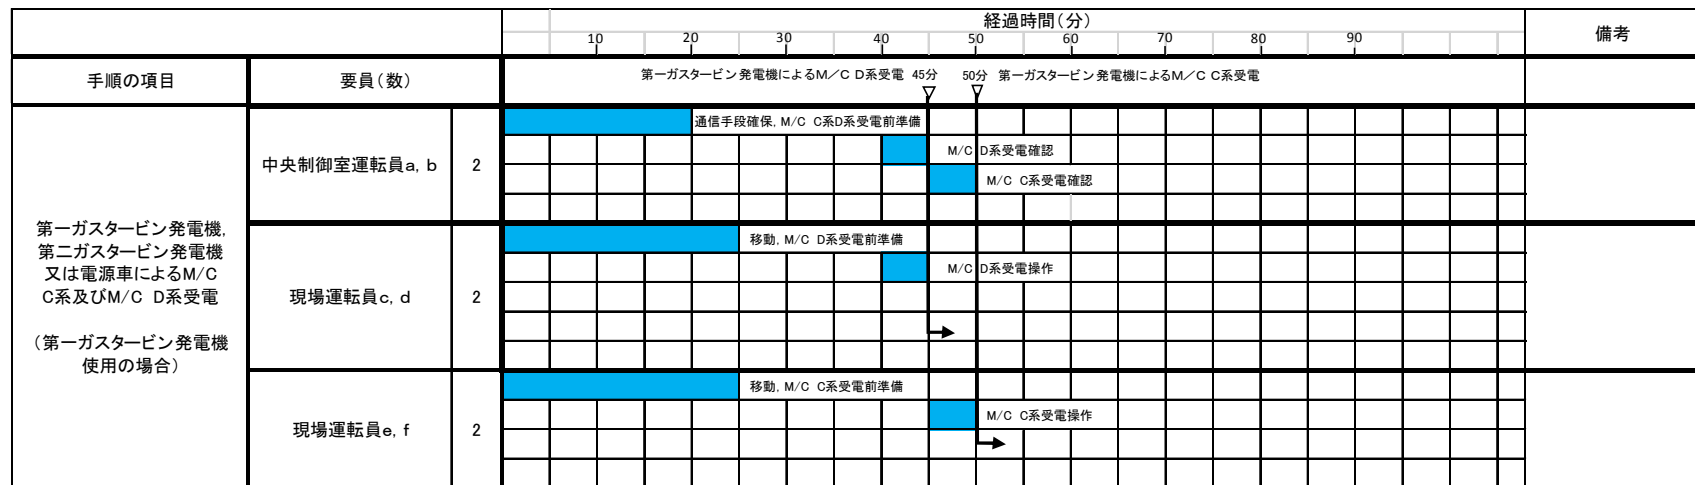 経過時間(分)
備考
10 20 30 40 50 60 70 80 90
手順の項目
要員(数)
第一ガスタービン発電機によるM/C D系受電 45分
50分 第一ガスタービン発電機によるM/C C系受電
第一ガスタービン発電機,
第二ガスタービン発電機
又は電源車によるM/C
C系及びM/C D系受電
(第一ガスタービン発電機
使用の場合)
中央制御室運転員a, b
2
通信手段確保, M/C C系D系受電前準備
M/C D系受電確認
M/C C系受電確認
現場運転員c, d
2
移動, M/C D系受電前準備
M/C D系受電操作
現場運転員e, f
2
移動, M/C C系受電前準備
M/C C系受電操作